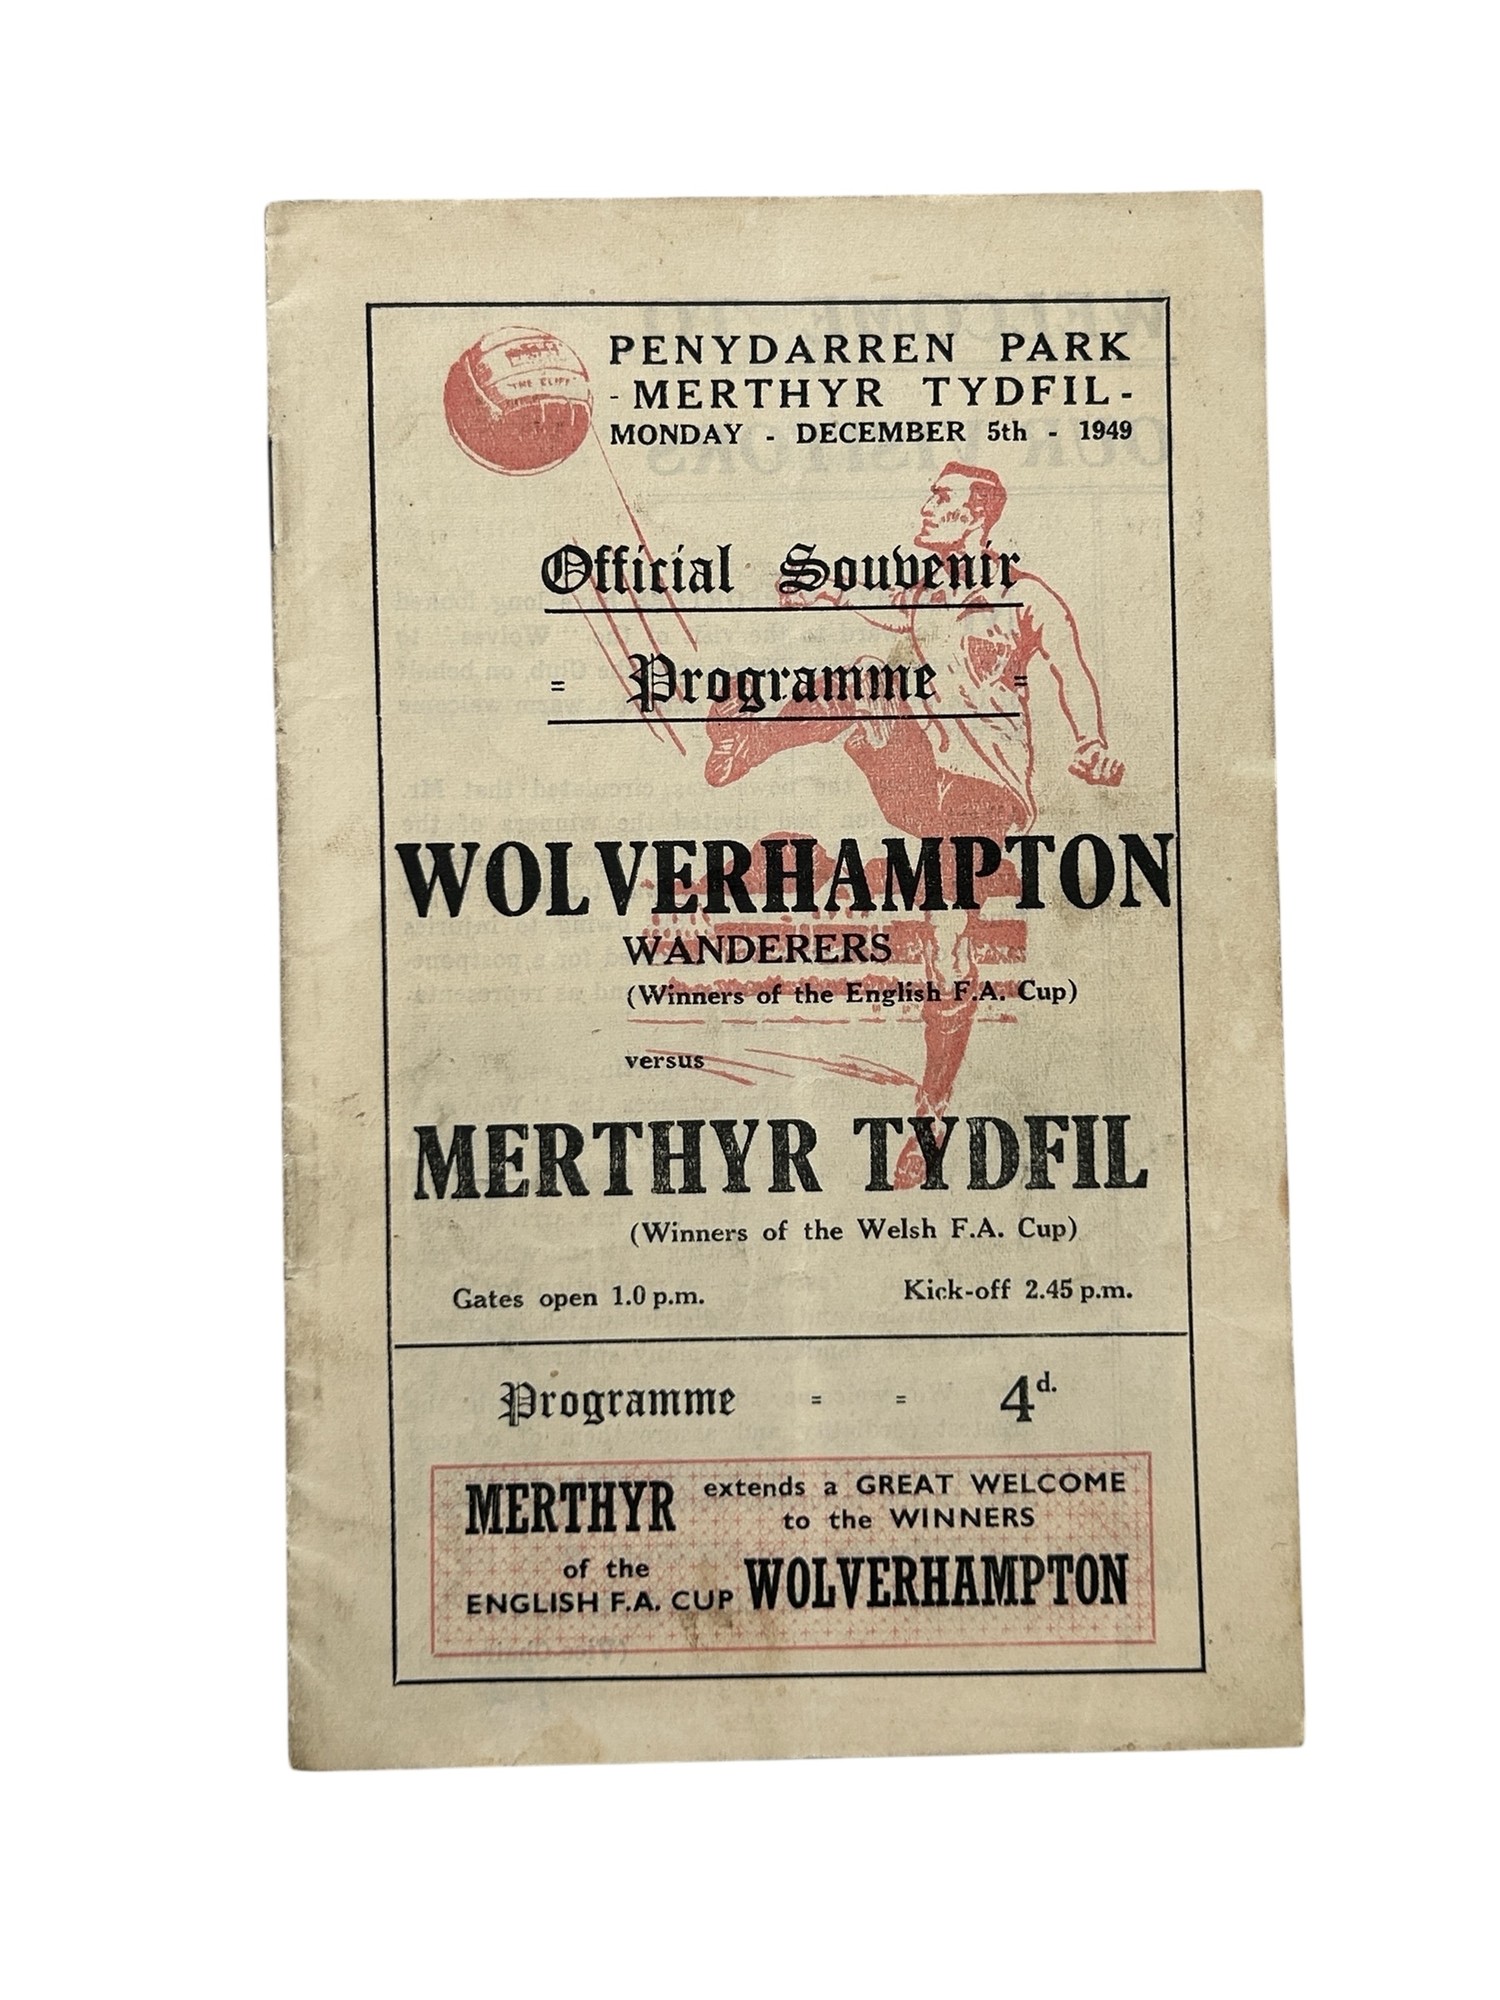 PENYDARREN PARK
- MERTHYR TYDFIL -
MONDAY - DECEMBER 5th - 1949
Official Souvenir
= Programme =
WOLVERHAMPTON
WANDERERS
(Winners of the English F.A. Cup)
versus
MERTHYR TYDFIL
(Winners of the Welsh F.A. Cup)
Gates open 1.0 p.m. Kick-off 2.45 p.m.
Programme = = 4d.
MERTHYR extends a GREAT WELCOME
to the WINNERS
of the
ENGLISH F.A. CUP WOLVERHAMPTON